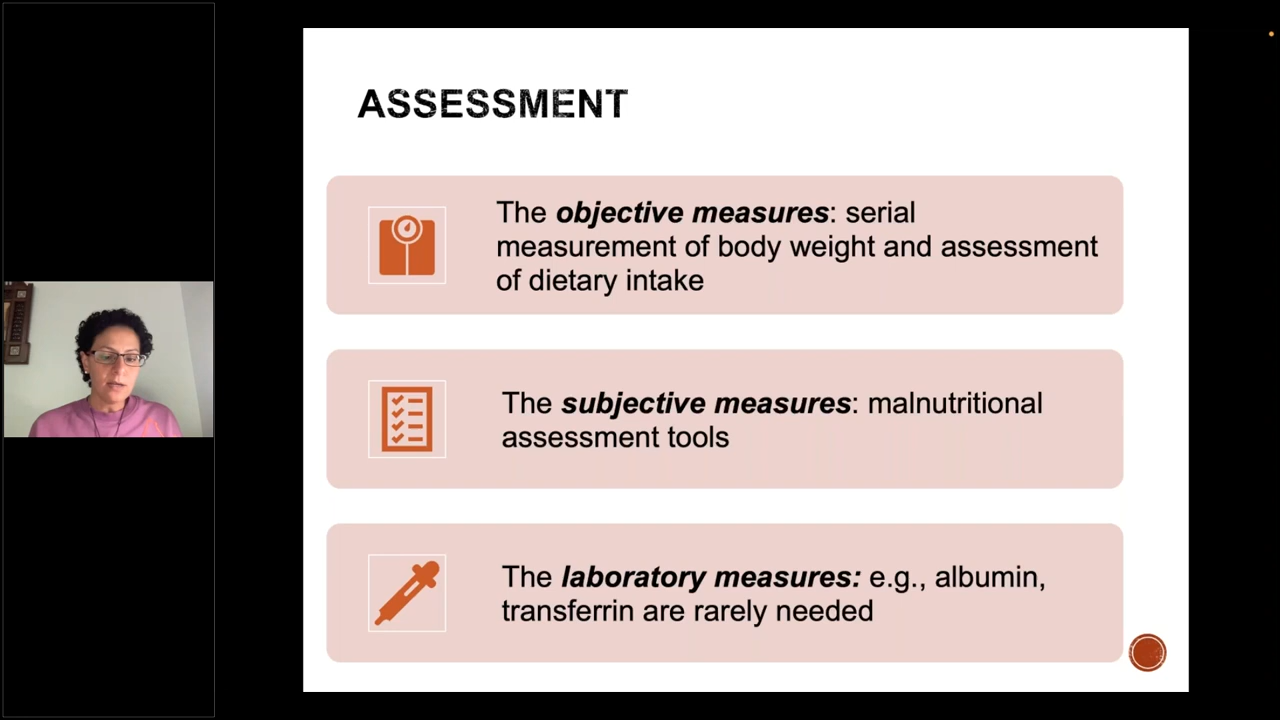 ASSESSMENT
The objective measures: serial
measurement of body weight and assessment
of dietary intake
The subjective measures: malnutritional
assessment tools
The laboratory measures: e.g., albumin,
transferrin are rarely needed